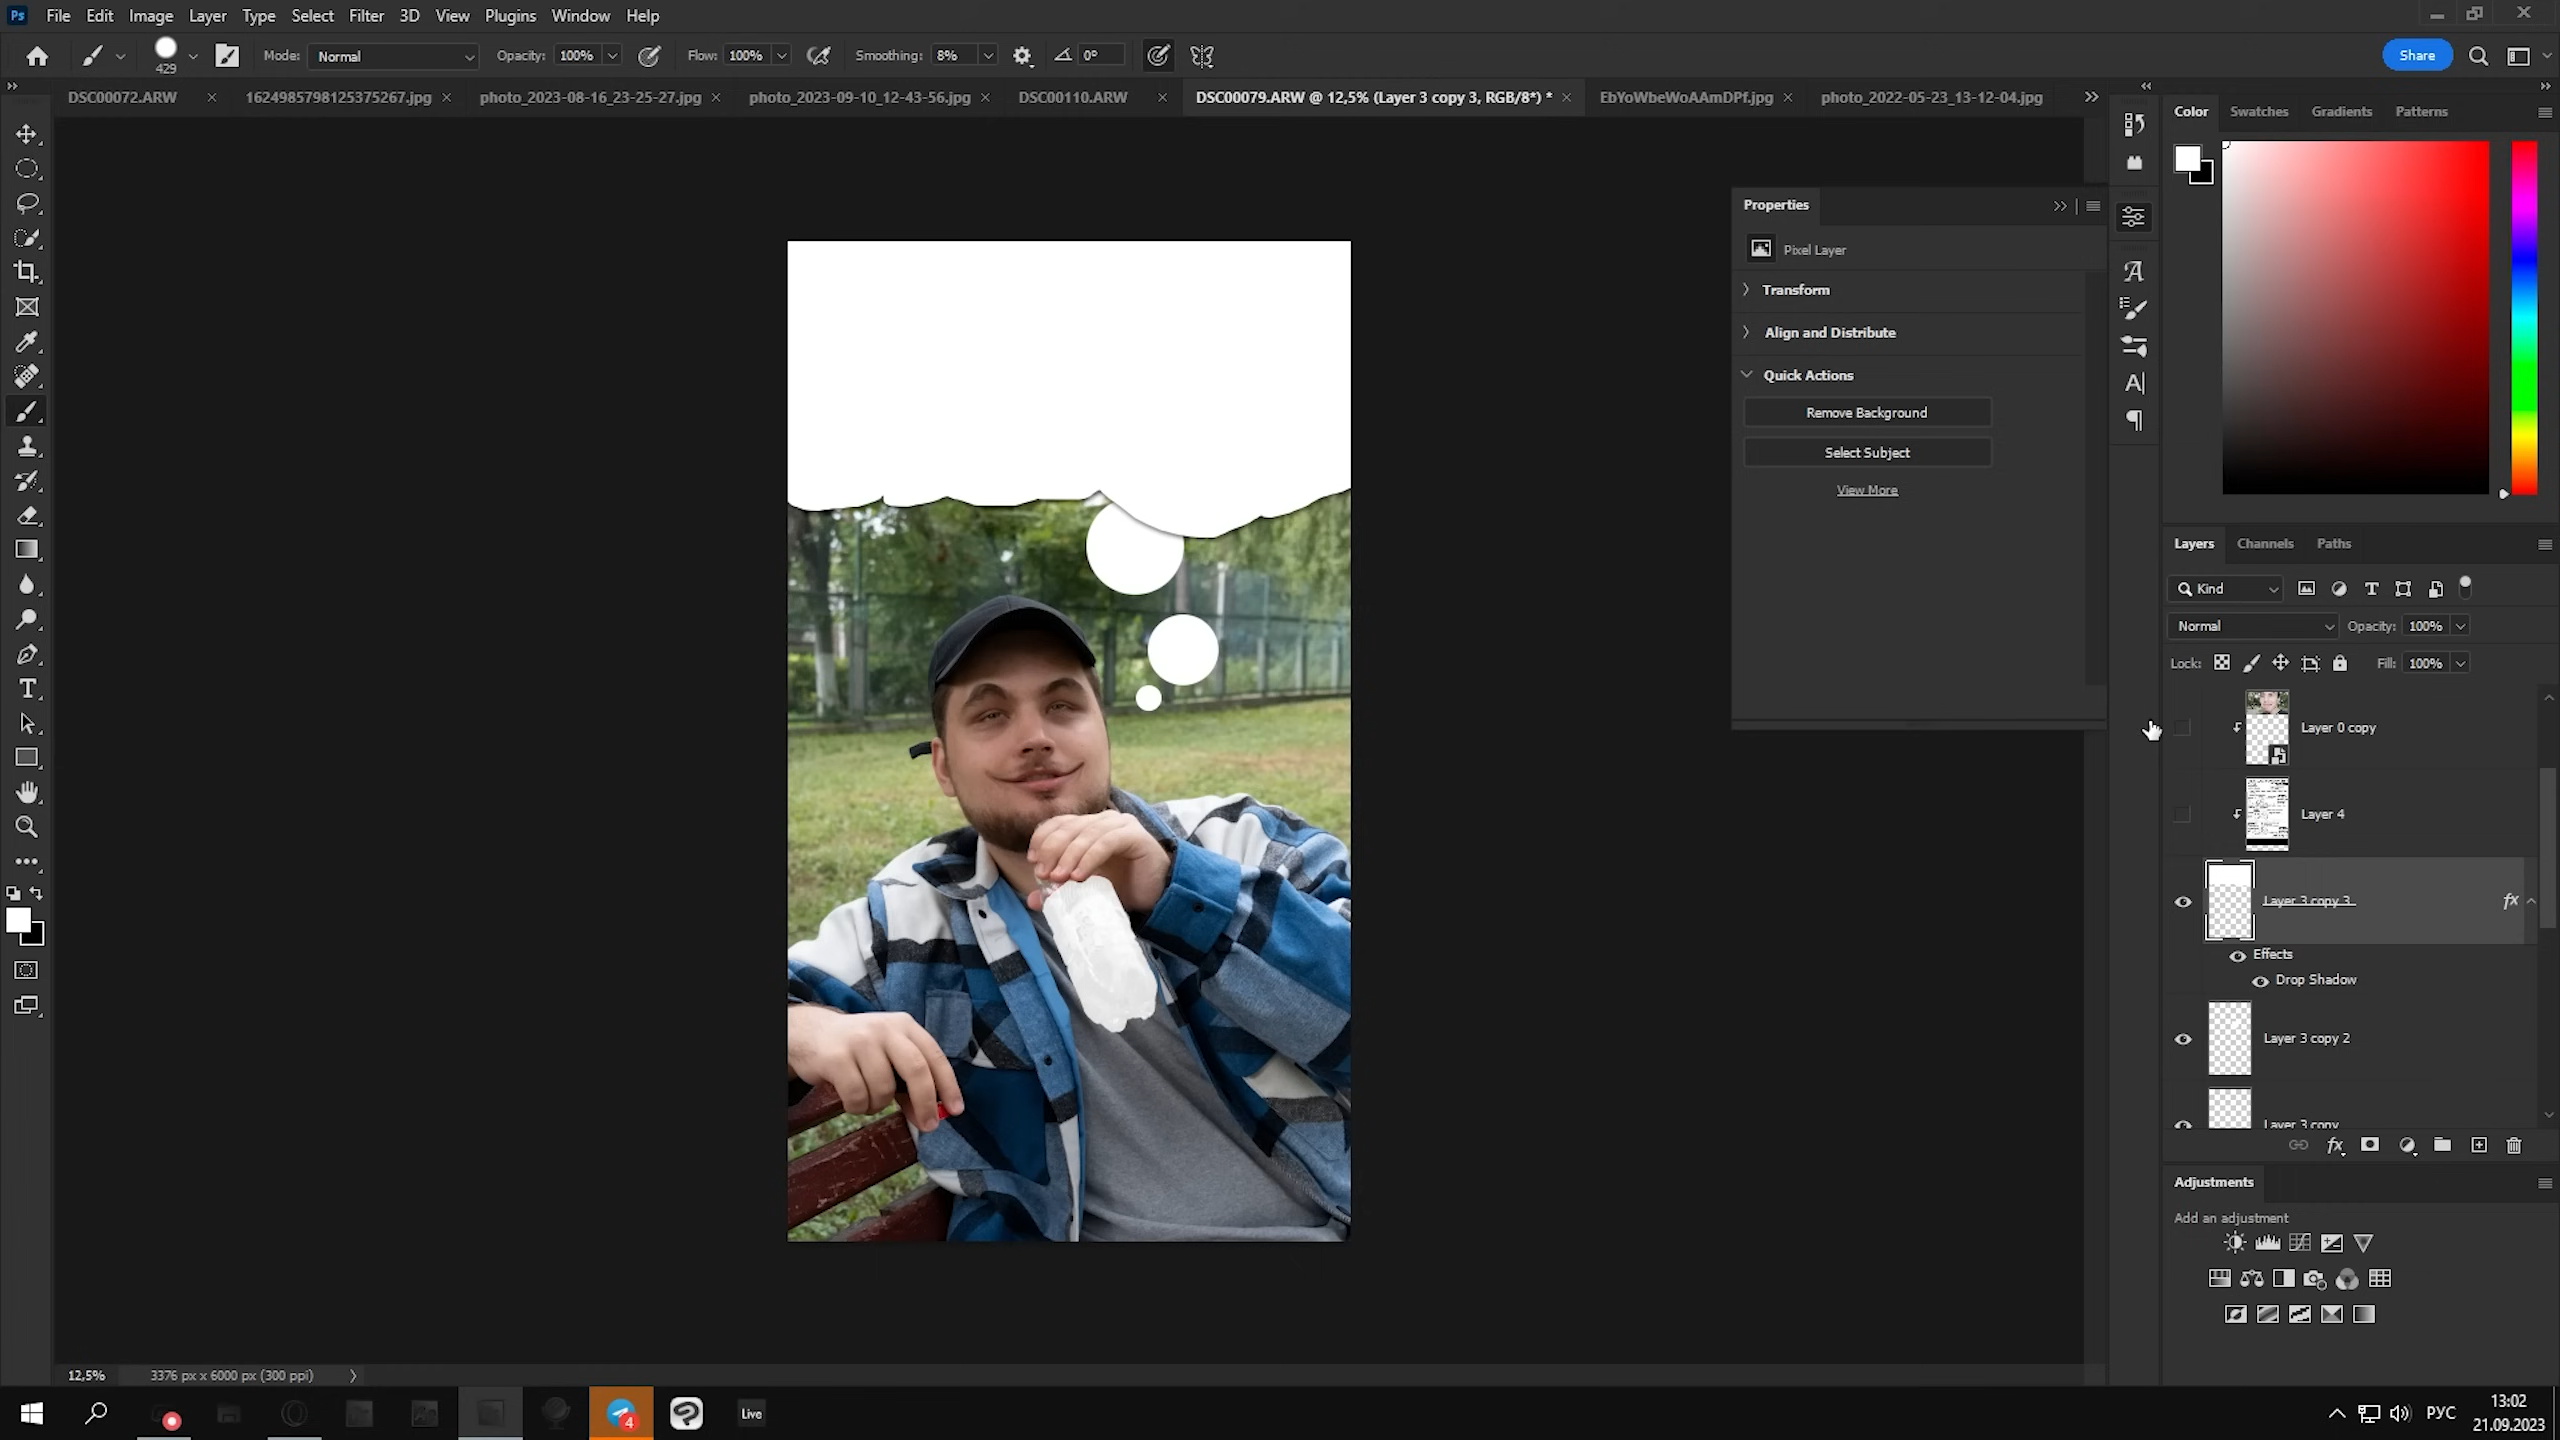 Ps File Edit Image Layer Type Select Filter 3D View Plugins Window Help
429 Mode: Normal Opacity: 100% Flow: 100% Smoothing: 8% 0° Share
DSC00072.ARW 1624985798125375267.jpg photo_2023-08-16_23-25-27.jpg photo_2023-09-10_12-43-56.jpg DSC00110.ARW DSC00079.ARW @ 12,5% (Layer 3 copy 3, RGB/8*) * EbYoWbeWoAAmDPf.jpg photo_2022-05-23_13-12-04.jpg
Color Swatches Gradients Patterns
Properties
Pixel Layer
Transform
Align and Distribute
Quick Actions
Remove Background
Select Subject
View More
Layers Channels Paths
Kind
Normal Opacity: 100%
Lock: Fill: 100%
Layer 0 copy
Layer 4
Layer 3 copy 3
fx
Effects
Drop Shadow
Layer 3 copy 2
Layer 3 copy
fx
Adjustments
Add an adjustment
12,5% 3376 px x 6000 px (300 ppi)
4 Live РУС
13:02
21.09.2023